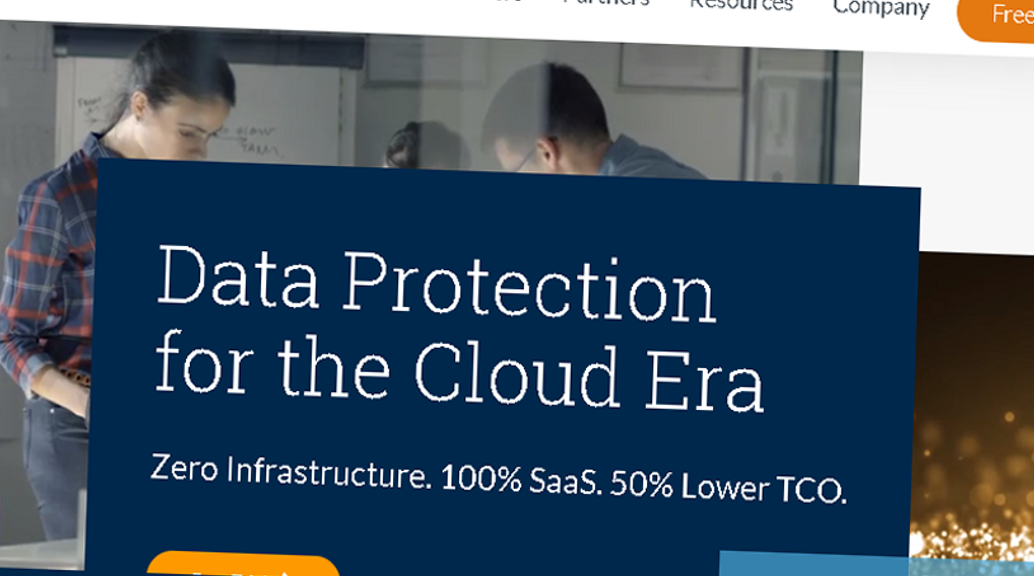 Partners Resources Company Free
Data Protection
for the Cloud Era
Zero Infrastructure. 100% SaaS. 50% Lower TCO.